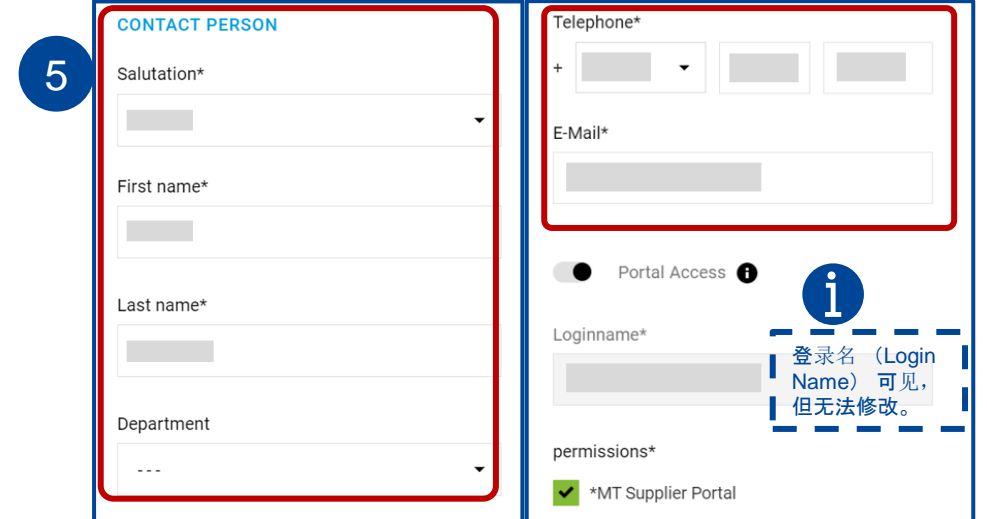 5
CONTACT PERSON
Salutation*
First name*
Last name*
Department
---
Telephone*
+
E-Mail*
Portal Access i
i
Loginname*
登录名 （Login
Name） 可见，
但无法修改。
permissions*
*MT Supplier Portal